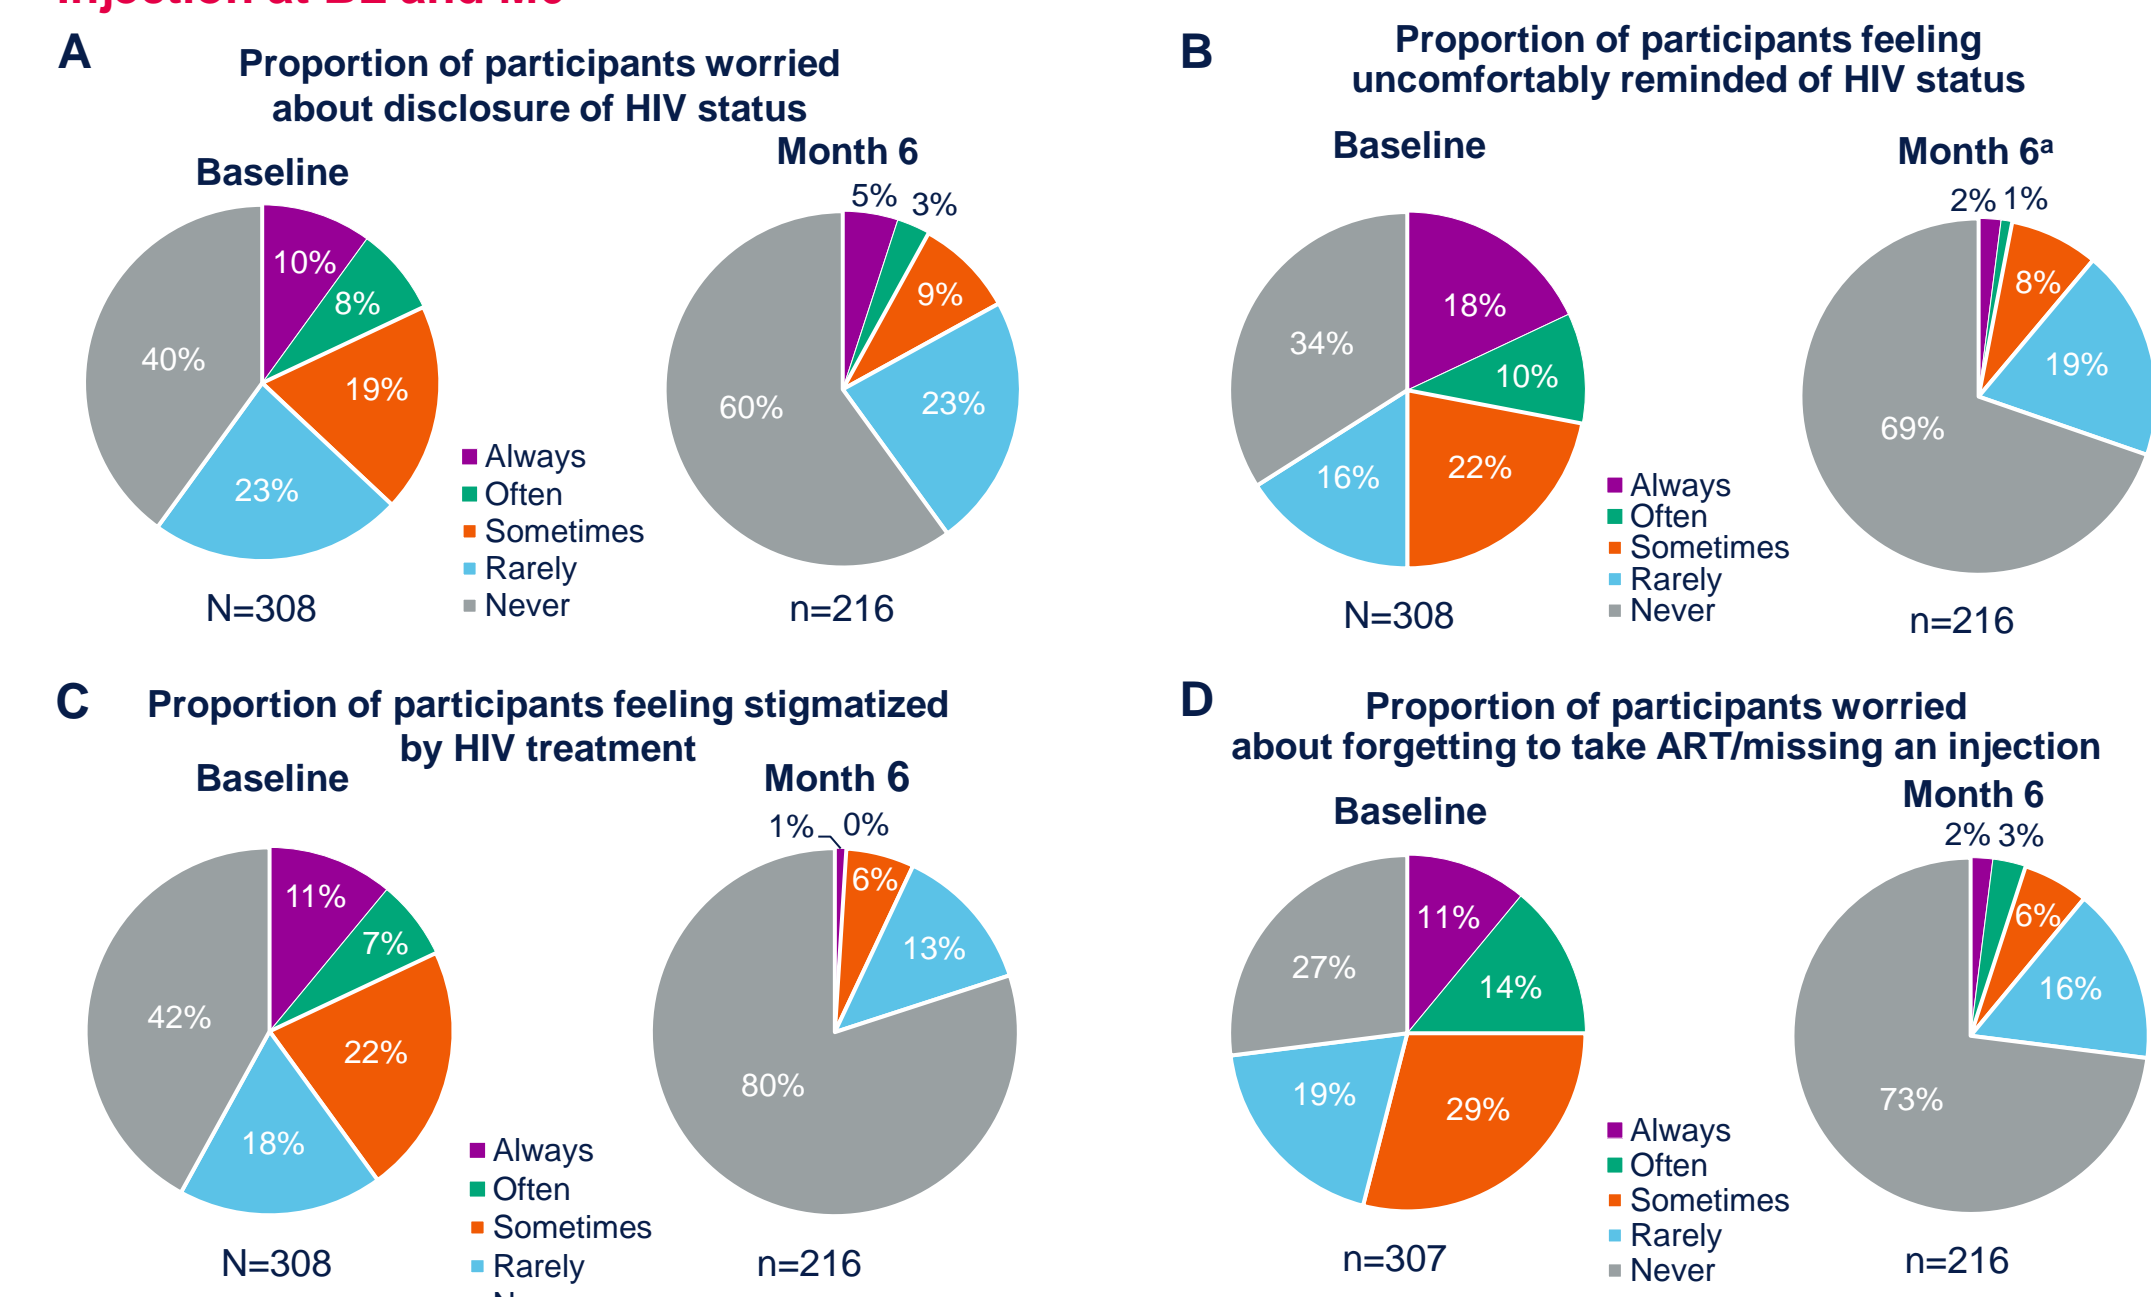 A
Proportion of participants worried
about disclosure of HIV status
Baseline
Month 6
10%
8%
19%
23%
40%
5%
3%
9%
23%
60%
Always
Often
Sometimes
Rarely
Never
N=308
n=216
B
Proportion of participants feeling
uncomfortably reminded of HIV status
Baseline
Month 6ᵃ
18%
10%
22%
16%
34%
2%
1%
8%
19%
69%
Always
Often
Sometimes
Rarely
Never
N=308
n=216
C
Proportion of participants feeling stigmatized
by HIV treatment
Baseline
Month 6
11%
7%
22%
18%
42%
1%
0%
6%
13%
80%
Always
Often
Sometimes
Rarely
N=308
n=216
D
Proportion of participants worried
about forgetting to take ART/missing an injection
Baseline
Month 6
11%
14%
29%
19%
27%
2%
3%
6%
16%
73%
Always
Often
Sometimes
Rarely
Never
n=307
n=216